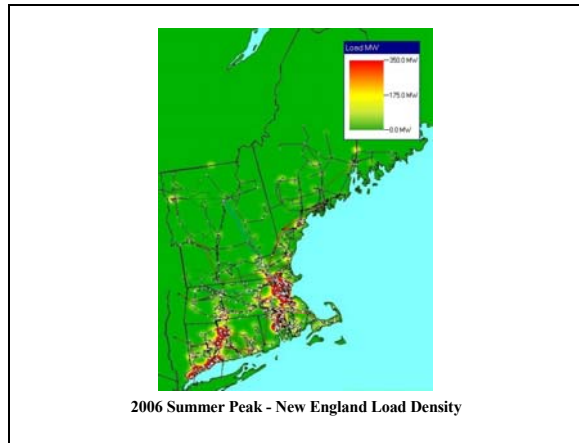 Load MW
350.0 MW
175.0 MW
0.0 MW
2006 Summer Peak - New England Load Density